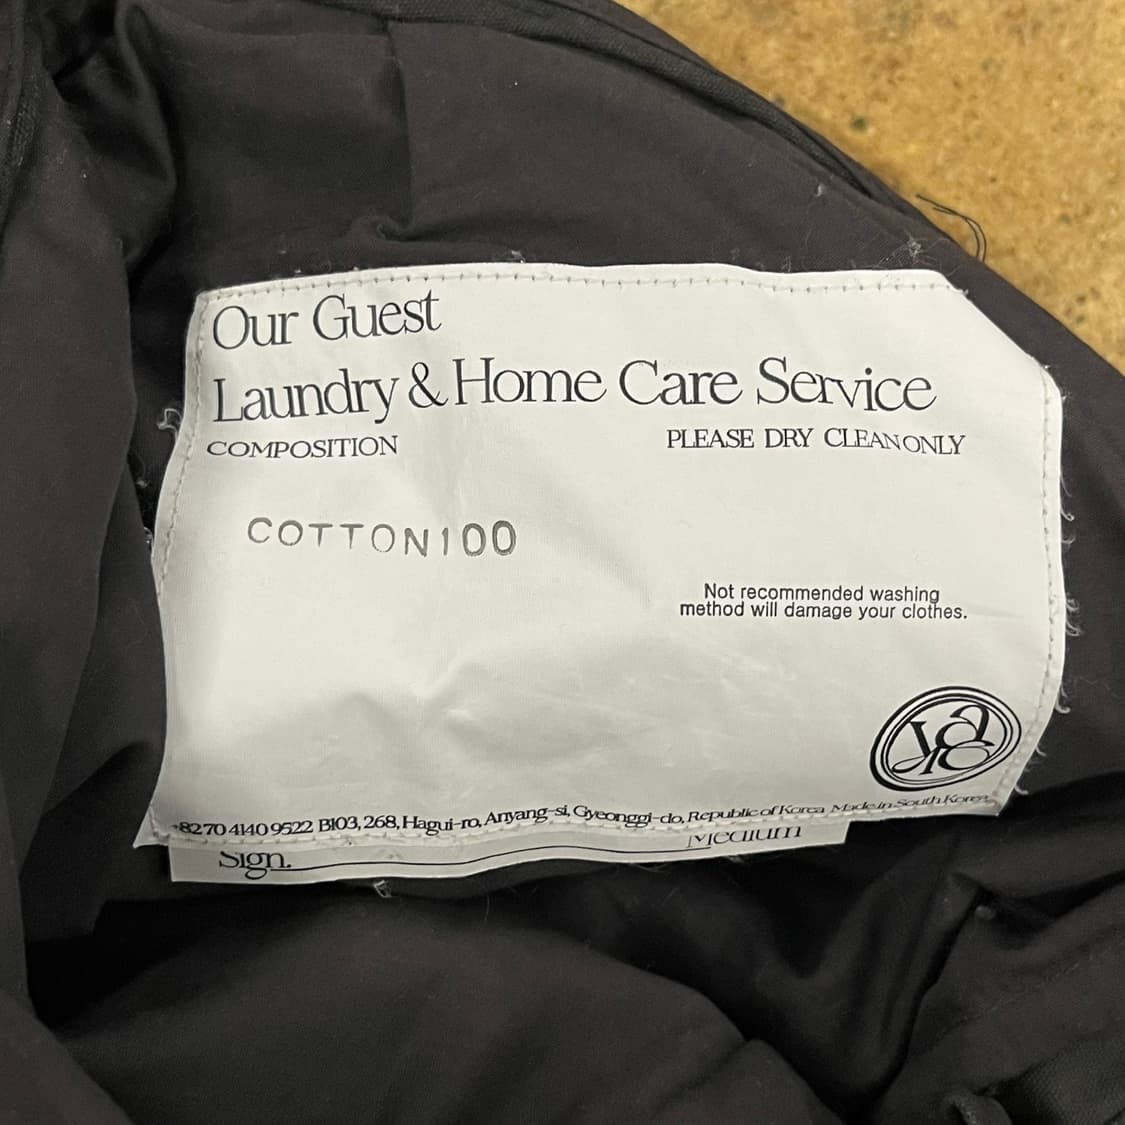 Our Guest
Laundry & Home Care Service
COMPOSITION
PLEASE DRY CLEAN ONLY
COTTON100
Not recommended washing
method will damage your clothes.
+82 70 4140 9522 B103, 268, Hagui-ro, Anyang-si, Gyeonggi-do, Republic of Korea Made in South Korea
Sign.
Medium